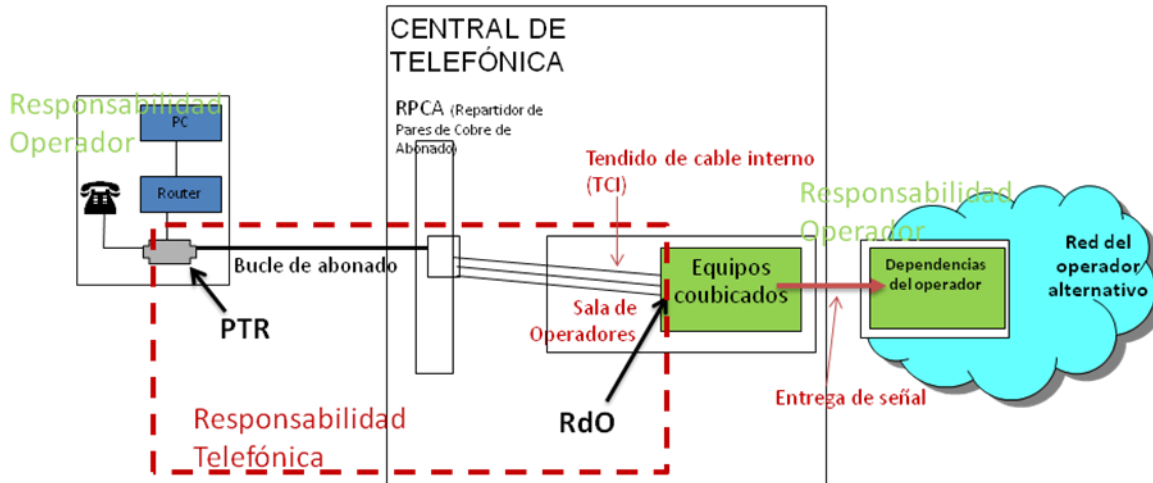 CENTRAL DE
TELEFÓNICA
Responsabilidad
Operador
PC
Router
RPCA (Repartidor de
Pares de Cobre de
Abonado)
Tendido de cable interno
(TCI)
Responsabilidad
Operador
Bucle de abonado
PTR
Equipos
coubicados
Sala de
Operadores
RdO
Dependencias
del operador
Red del
operador
alternativo
Entrega de señal
Responsabilidad
Telefónica